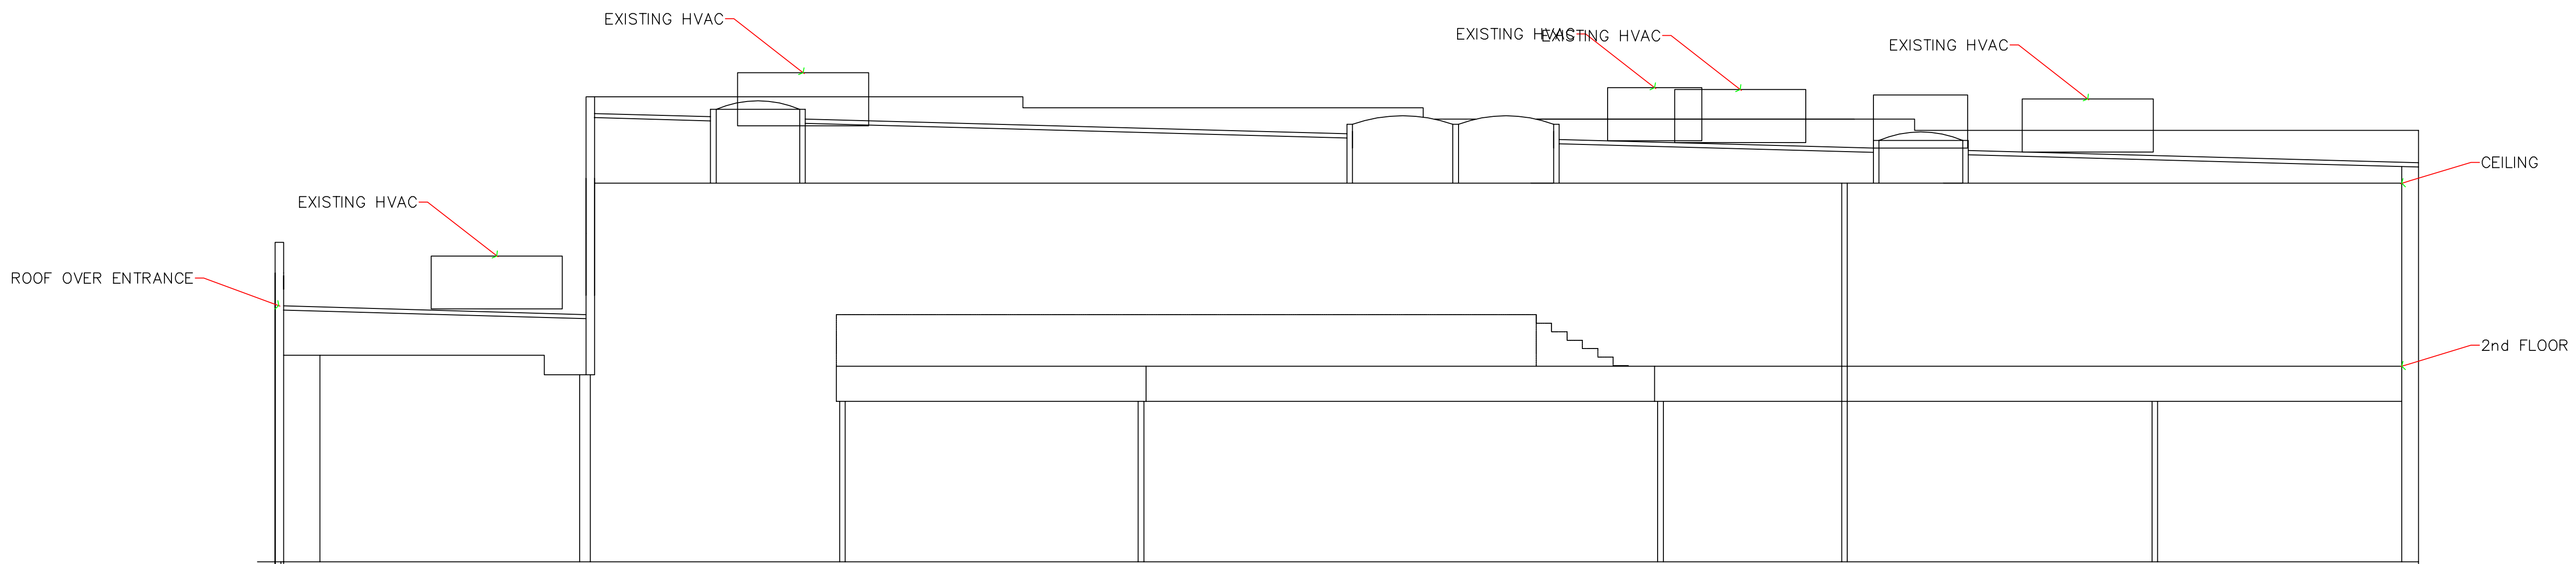 EXISTING HVAC
EXISTING HVAC
EXISTING HVAC
EXISTING HVAC
CEILING
EXISTING HVAC
ROOF OVER ENTRANCE
2nd FLOOR